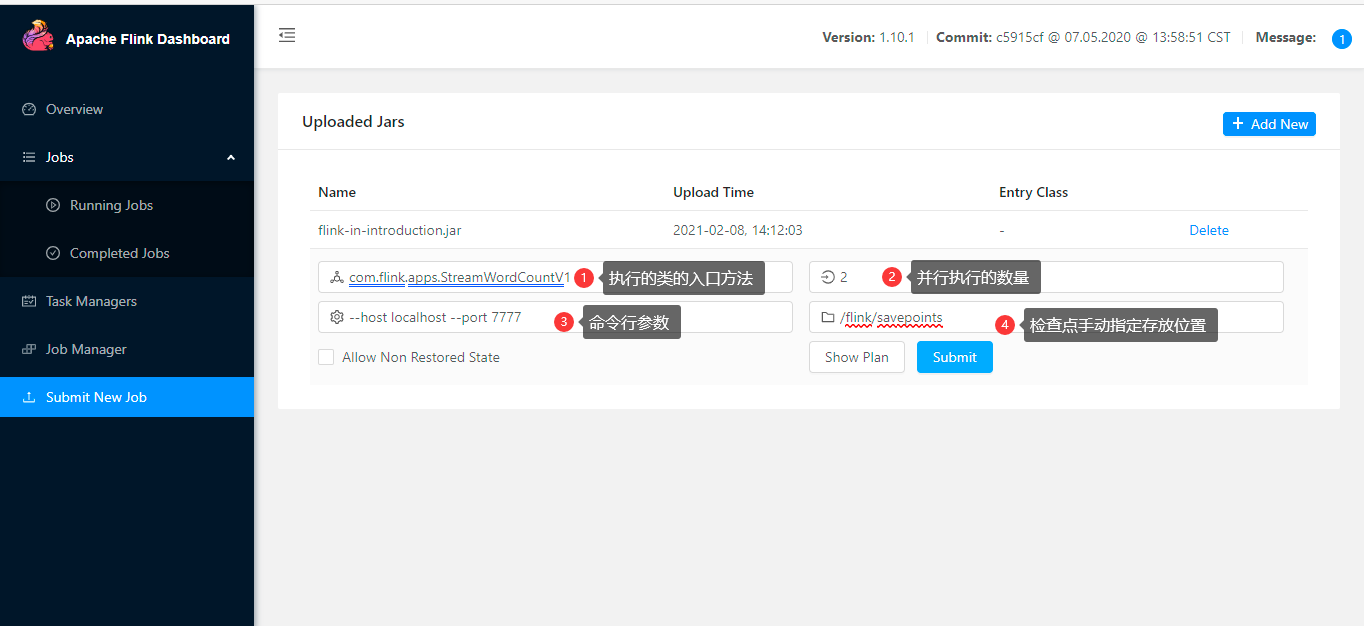 Apache Flink Dashboard
Version: 1.10.1 Commit: c5915cf @ 07.05.2020 @ 13:58:51 CST Message: 1
Overview
Jobs
Running Jobs
Completed Jobs
Task Managers
Job Manager
Submit New Job
Uploaded Jars
+ Add New
Name Upload Time Entry Class
flink-in-introduction.jar 2021-02-08, 14:12:03 - Delete
com.flink.apps.StreamWordCountV1 1 执行的类的入口方法
2 2 并行执行的数量
--host localhost --port 7777 3 命令行参数
/flink/savepoints 4 检查点手动指定存放位置
Allow Non Restored State
Show Plan Submit